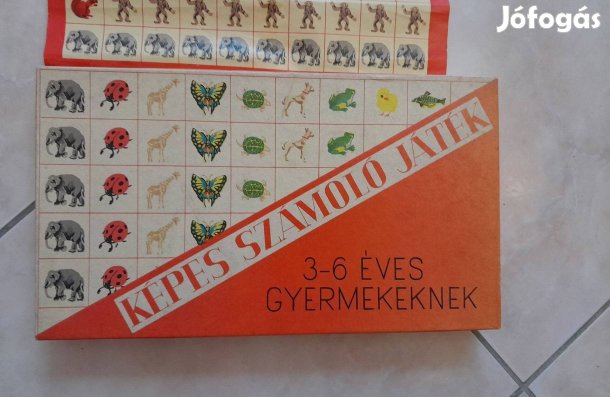 Jófogás
KÉPES SZÁMOLÓ JÁTÉK
3-6 ÉVES
GYERMEKEKNEK